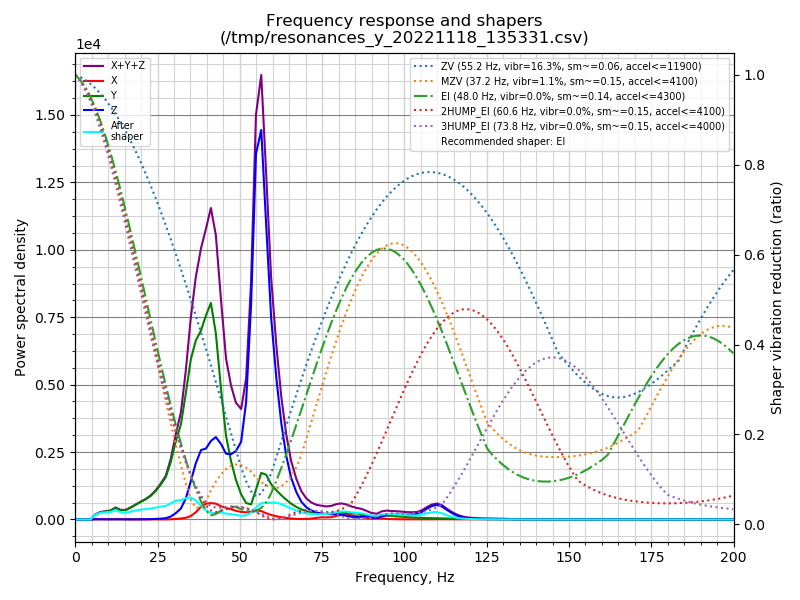 Frequency response and shapers
(/tmp/resonances_y_20221118_135331.csv)
1e4
X+Y+Z
X
Y
Z
After
shaper
ZV (55.2 Hz, vibr=16.3%, sm~=0.06, accel<=11900)
MZV (37.2 Hz, vibr=1.1%, sm~=0.15, accel<=4100)
EI (48.0 Hz, vibr=0.0%, sm~=0.14, accel<=4300)
2HUMP_EI (60.6 Hz, vibr=0.0%, sm~=0.15, accel<=4100)
3HUMP_EI (73.8 Hz, vibr=0.0%, sm~=0.15, accel<=4000)
Recommended shaper: EI
Power spectral density
1.50
1.25
1.00
0.75
0.50
0.25
0.00
1.0
0.8
0.6
0.4
0.2
0.0
Shaper vibration reduction (ratio)
0 25 50 75 100 125 150 175 200
Frequency, Hz